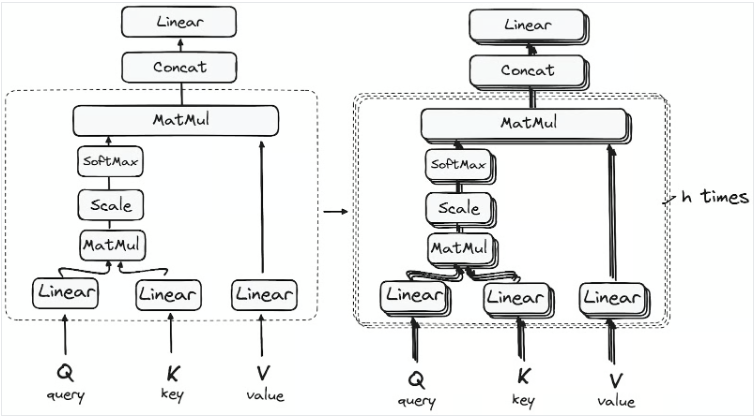 Linear
Concat
MatMul
SoftMax
Scale
MatMul
Linear Linear Linear
Q K V
query key value
Linear
Concat
MatMul
SoftMax
Scale
MatMul
Linear Linear Linear
h times
Q K V
query key value